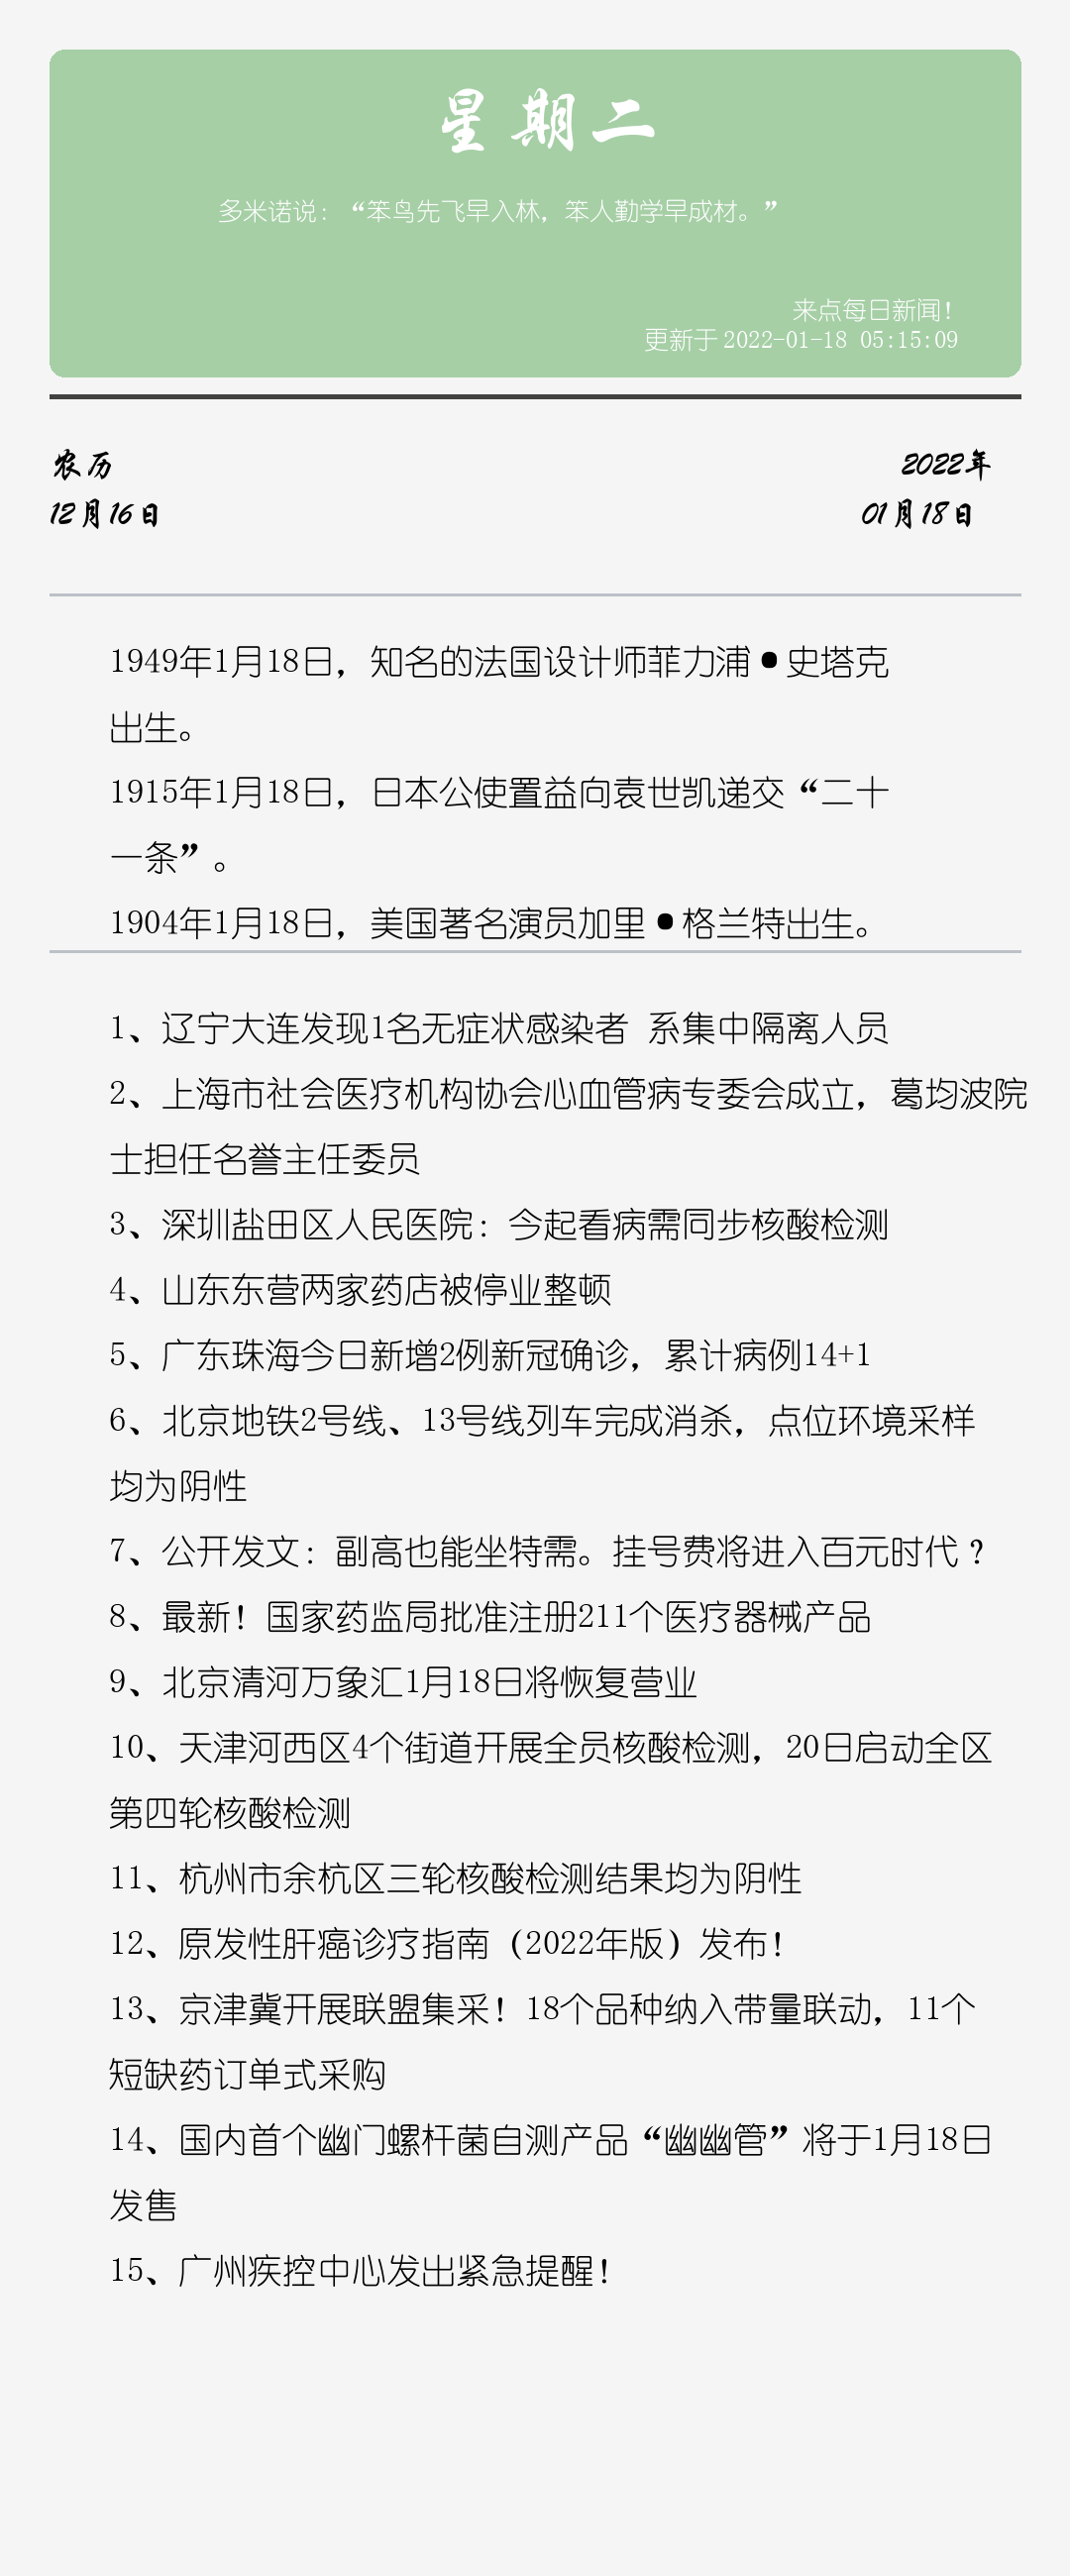 星期二
多米诺说：“笨鸟先飞早入林，笨人勤学早成材。”
来点每日新闻！
更新于 2022-01-18 05:15:09
农历
2022年
12月16日
01月18日
1949年1月18日，知名的法国设计师菲力浦●史塔克
出生。
1915年1月18日，日本公使置益向袁世凯递交“二十
一条”。
1904年1月18日，美国著名演员加里●格兰特出生。
1、辽宁大连发现1名无症状感染者 系集中隔离人员
2、上海市社会医疗机构协会心血管病专委会成立，葛均波院
士担任名誉主任委员
3、深圳盐田区人民医院：今起看病需同步核酸检测
4、山东东营两家药店被停业整顿
5、广东珠海今日新增2例新冠确诊，累计病例14+1
6、北京地铁2号线、13号线列车完成消杀，点位环境采样
均为阴性
7、公开发文：副高也能坐特需。挂号费将进入百元时代？
8、最新！国家药监局批准注册211个医疗器械产品
9、北京清河万象汇1月18日将恢复营业
10、天津河西区4个街道开展全员核酸检测，20日启动全区
第四轮核酸检测
11、杭州市余杭区三轮核酸检测结果均为阴性
12、原发性肝癌诊疗指南（2022年版）发布！
13、京津冀开展联盟集采！18个品种纳入带量联动，11个
短缺药订单式采购
14、国内首个幽门螺杆菌自测产品“幽幽管”将于1月18日
发售
15、广州疾控中心发出紧急提醒！